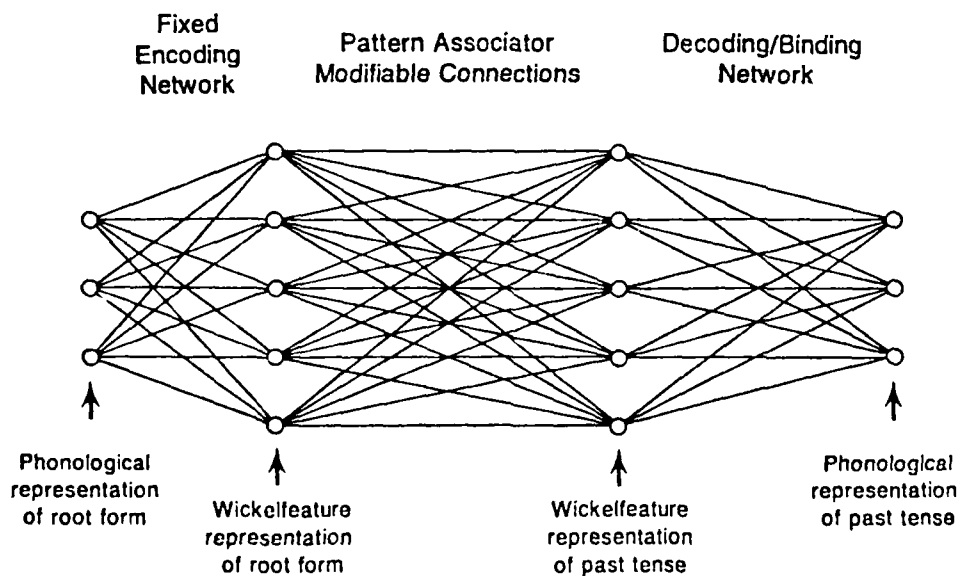 Fixed
Encoding
Network
Pattern Associator
Modifiable Connections
Decoding/Binding
Network
Phonological
representation
of root form
Wickelfeature
representation
of root form
Wickelfeature
representation
of past tense
Phonological
representation
of past tense